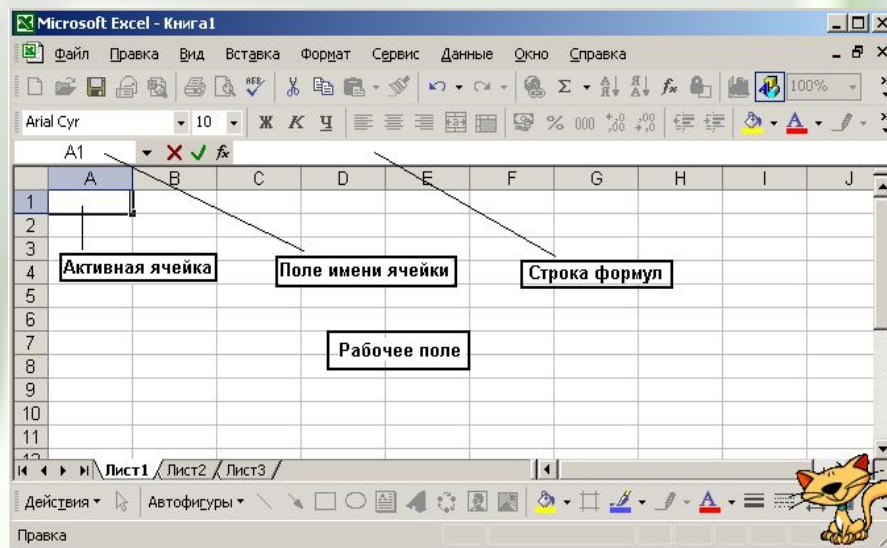 Microsoft Excel - Книга1
Файл Правка Вид Вставка Формат Сервис Данные Окно Справка
100%
Arial Cyr 10 Ж К Ч % 000
A1 fx
A B C D E F G H I J
1
2
3
Активная ячейка Поле имени ячейки Строка формул
4
5
6
7
Рабочее поле
8
9
10
11
12
Лист1 Лист2 Лист3
Действия Автофигуры
Правка